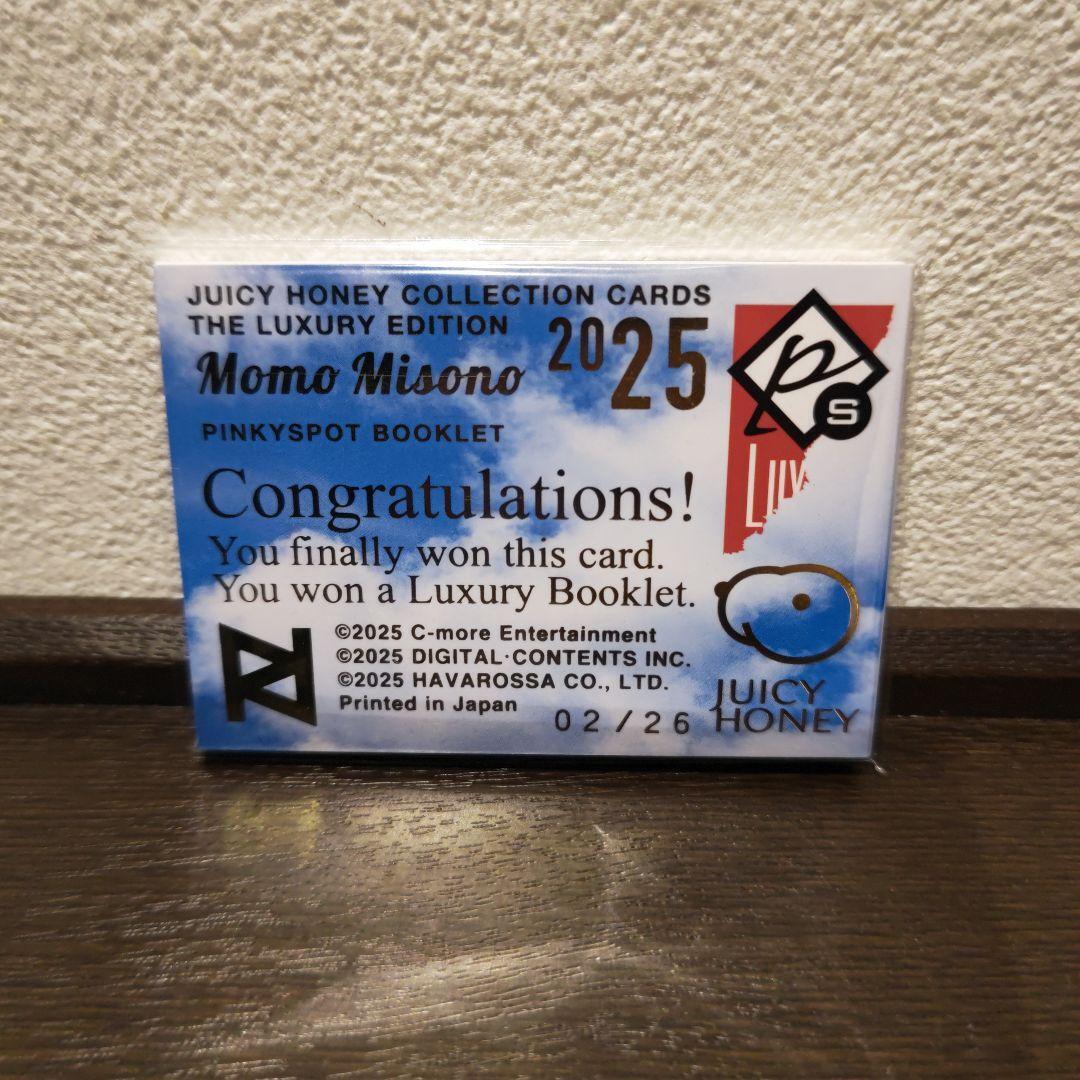 JUICY HONEY COLLECTION CARDS
THE LUXURY EDITION
2025
Momo Misono
PINKYSPOT BOOKLET
PS
LUX
Congratulations!
You finally won this card.
You won a Luxury Booklet.
©2025 C-more Entertainment
©2025 DIGITAL·CONTENTS INC.
©2025 HAVAROSSA CO., LTD.
Printed in Japan
02/26
JUICY
HONEY